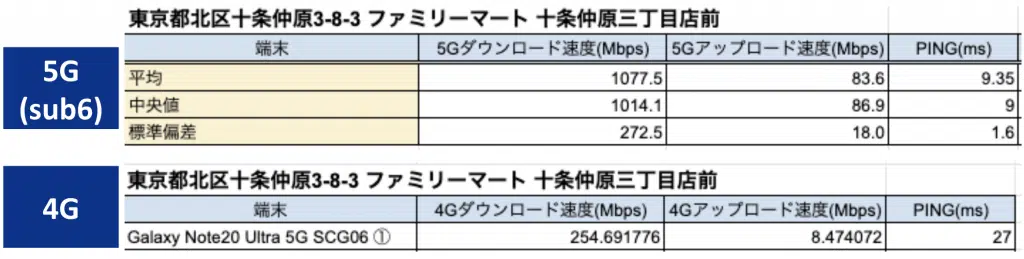 5G
(sub6)
東京都北区十条仲原3-8-3 ファミリーマート 十条仲原三丁目店前
端末 5Gダウンロード速度(Mbps) 5Gアップロード速度(Mbps) PING(ms)
平均 1077.5 83.6 9.35
中央値 1014.1 86.9 9
標準偏差 272.5 18.0 1.6
4G
東京都北区十条仲原3-8-3 ファミリーマート 十条仲原三丁目店前
端末 4Gダウンロード速度(Mbps) 4Gアップロード速度(Mbps) PING(ms)
Galaxy Note20 Ultra 5G SCG06 ① 254.691776 8.474072 27